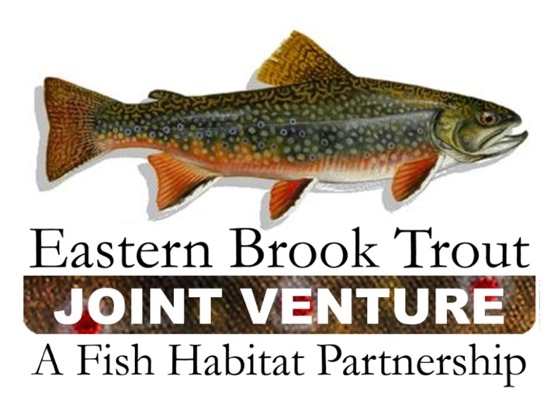 Eastern Brook Trout
JOINT VENTURE
A Fish Habitat Partnership